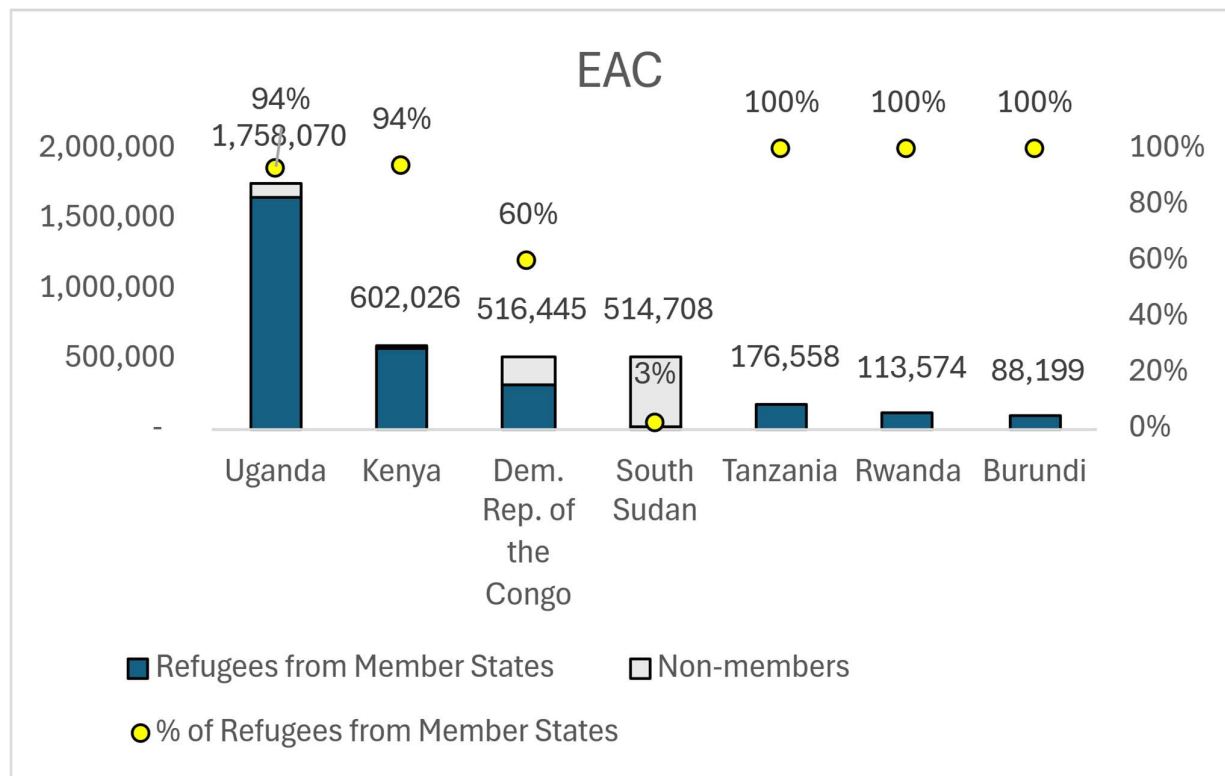 EAC
94%
1,758,070
94%
60%
3%
100%
100%
100%
602,026
516,445
514,708
176,558
113,574
88,199
2,000,000
1,500,000
1,000,000
500,000
-
100%
80%
60%
40%
20%
0%
Uganda
Kenya
Dem.
Rep. of
the
Congo
South
Sudan
Tanzania
Rwanda
Burundi
Refugees from Member States
Non-members
% of Refugees from Member States